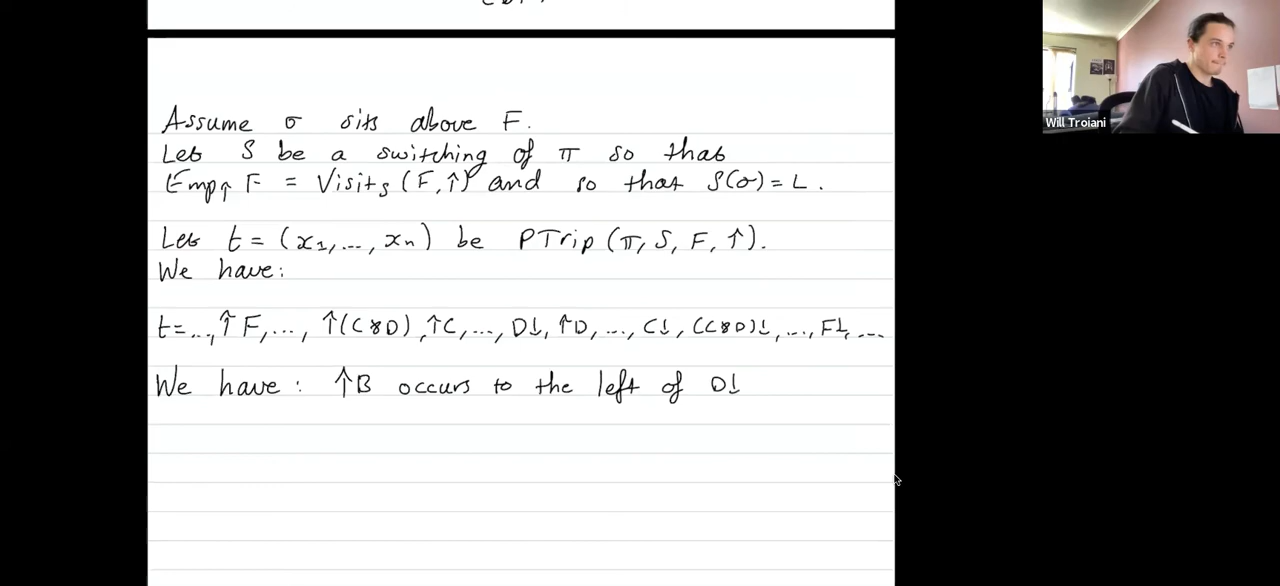 Assume σ sits above F.
Let S be a switching of π so that
Emp↑ F = Visits (F,↑) and so that S(σ) = L.
Let t = (x₁,...,xₙ) be PTrip (π, S, F, ↑).
We have:
t=..,↑F,..., ↑(C⅋D),↑C,..., D↓,↑D,..., C↓,(C⅋D)↓,...,F↓,...
We have: ↑B occurs to the left of D↓
Will Troiani